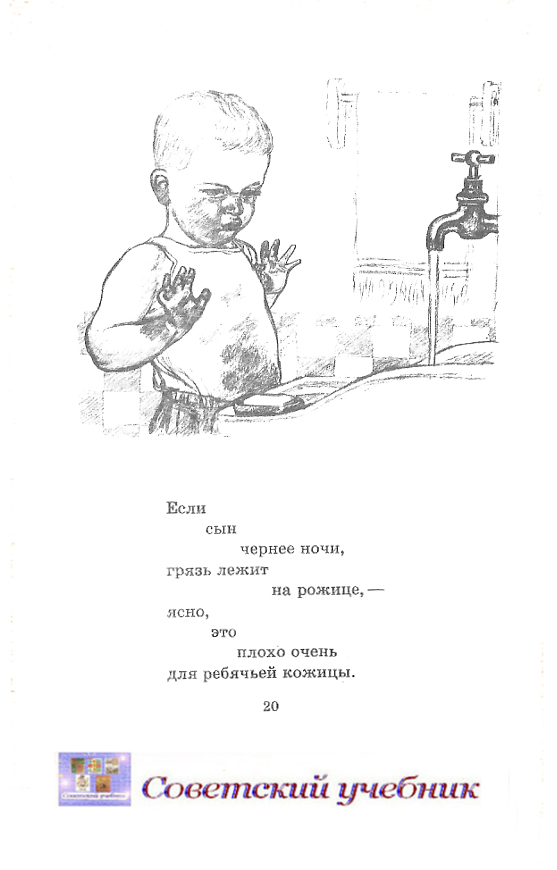 Если
сын
чернее ночи,
грязь лежит
на рожице, —
ясно,
это
плохо очень
для ребячьей кожицы.
20
Советский учебник